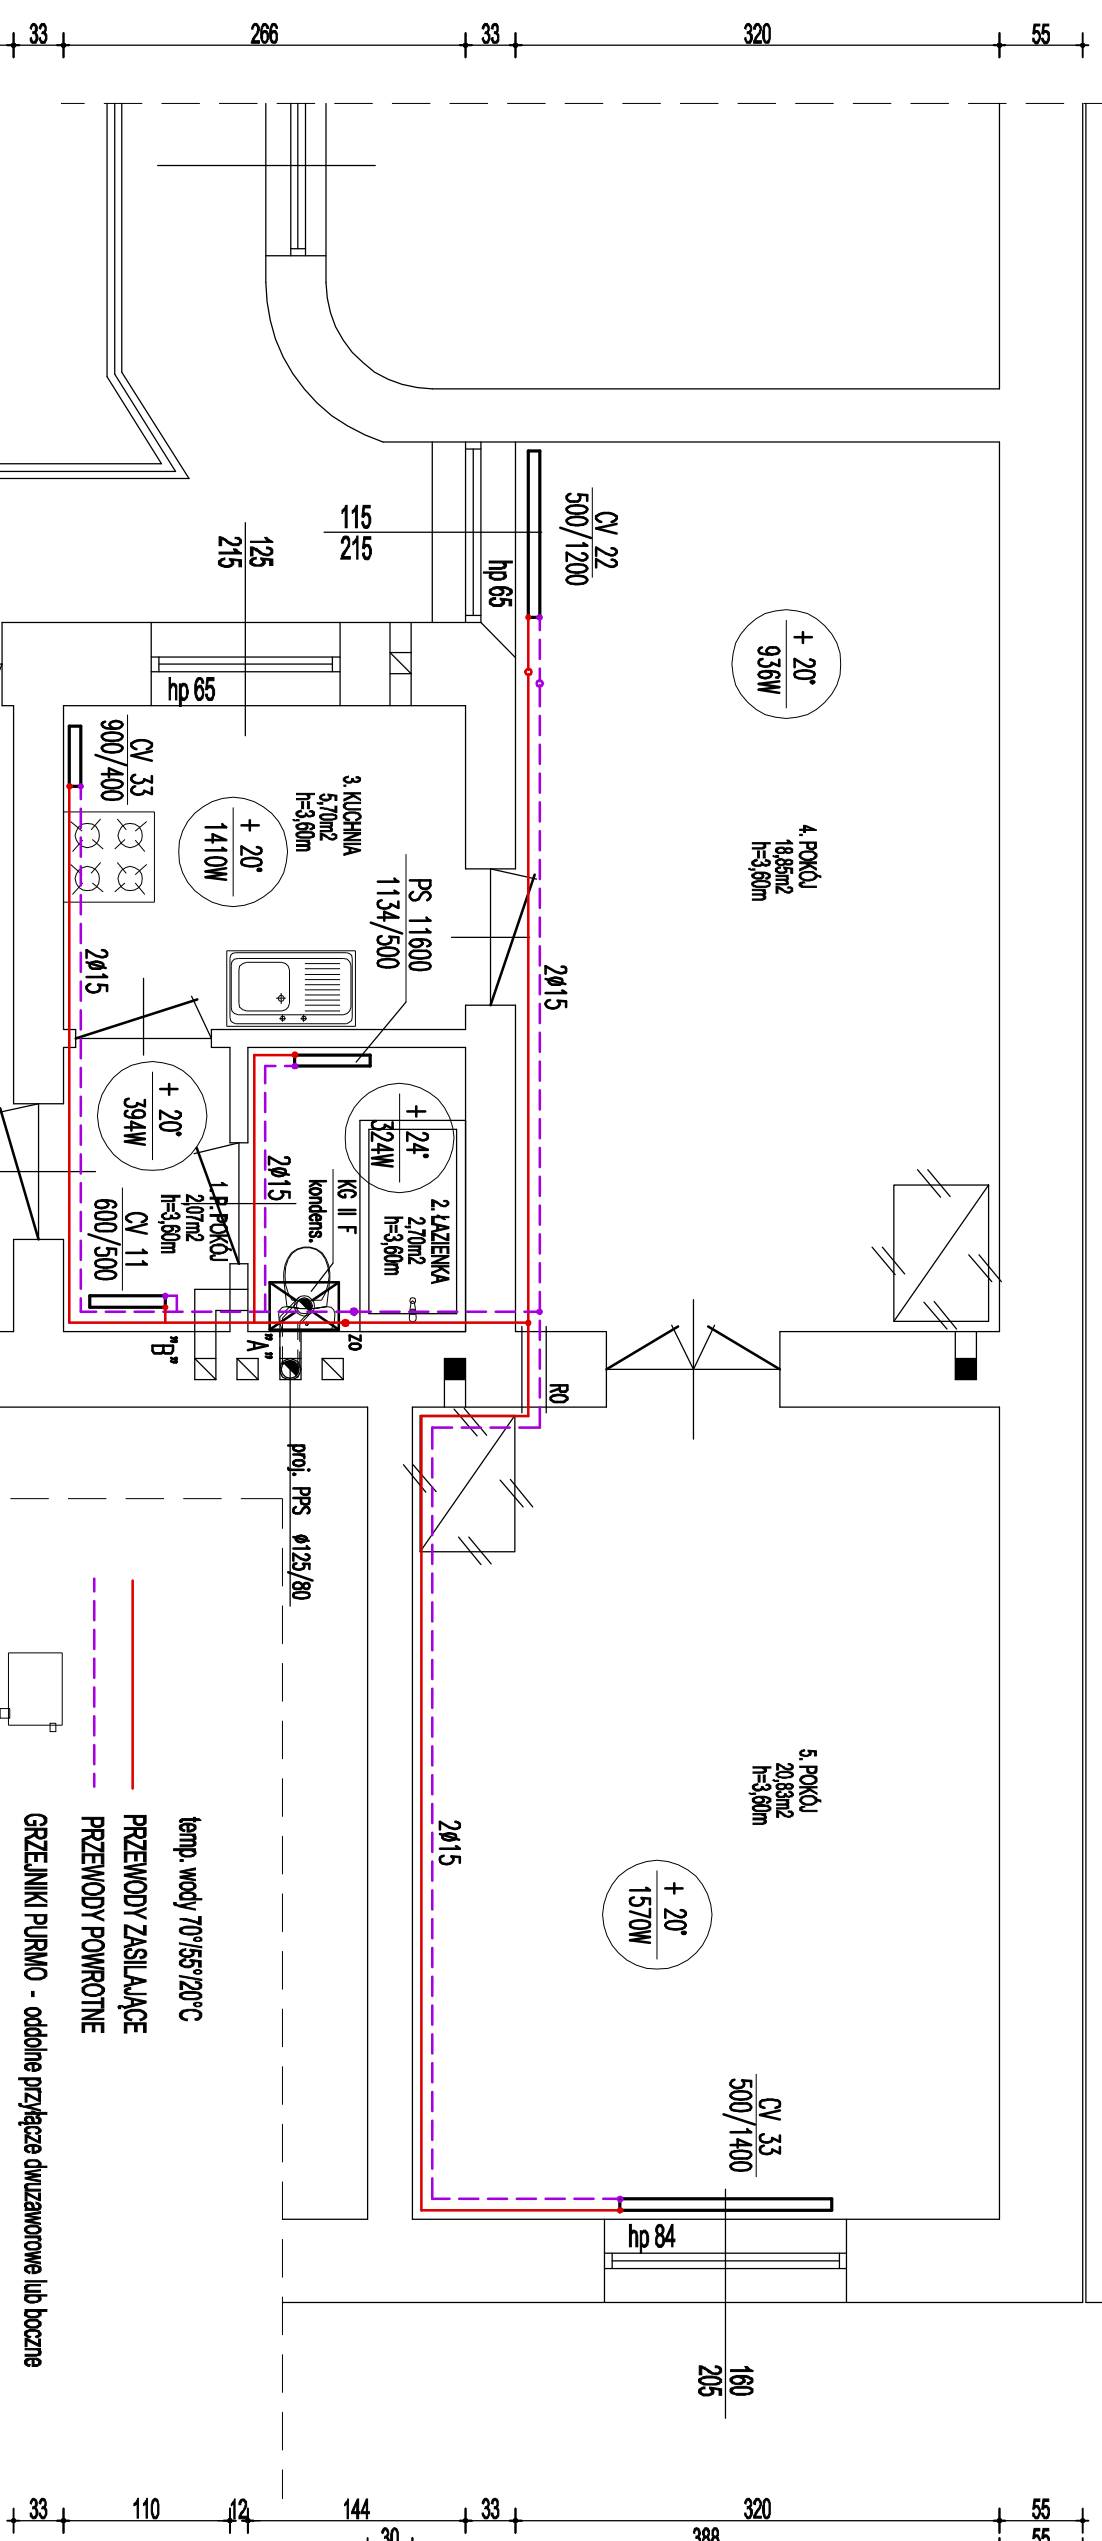 33
266
33
320
55
CV 22
500/1200
115
215
125
215
hp 65
hp 65
+ 20°
936W
CV 33
900/400
3. KUCHNIA
5,70m2
h=3,60m
+ 20°
1410W
4. POKÓJ
18,85m2
h=3,60m
PS 11600
1134/500
2ø15
2ø15
+ 20°
394W
+ 24°
324W
2ø15
KG II F
kondens.
2. ŁAZIENKA
2,70m2
h=3,60m
1. P. POKÓJ
2,07m2
h=3,60m
CV 11
600/500
"B"
"A"
ZO
RO
proj. PPS ø125/80
5. POKÓJ
20,83m2
h=3,60m
2ø15
+ 20°
1570W
temp. wody 70°/55°/20°C
PRZEWODY ZASILAJĄCE
PRZEWODY POWROTNE
GRZEJNIKI PURMO - oddolne przyłącze dwuzaworowe lub boczne
CV 33
500/1400
hp 84
160
205
33
110
12
144
33
320
55
30
388
55